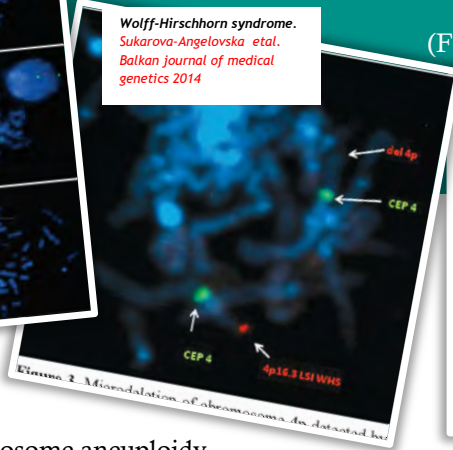 Wolff-Hirschhorn syndrome.
Sukarova-Angelovska etal.
Balkan journal of medical
genetics 2014
(F
del 4p
CEP 4
CEP 4
4p16.3 LSI WHS
Figure 3. Microdeletion of chromosome 4p detected by
osome aneuploidy